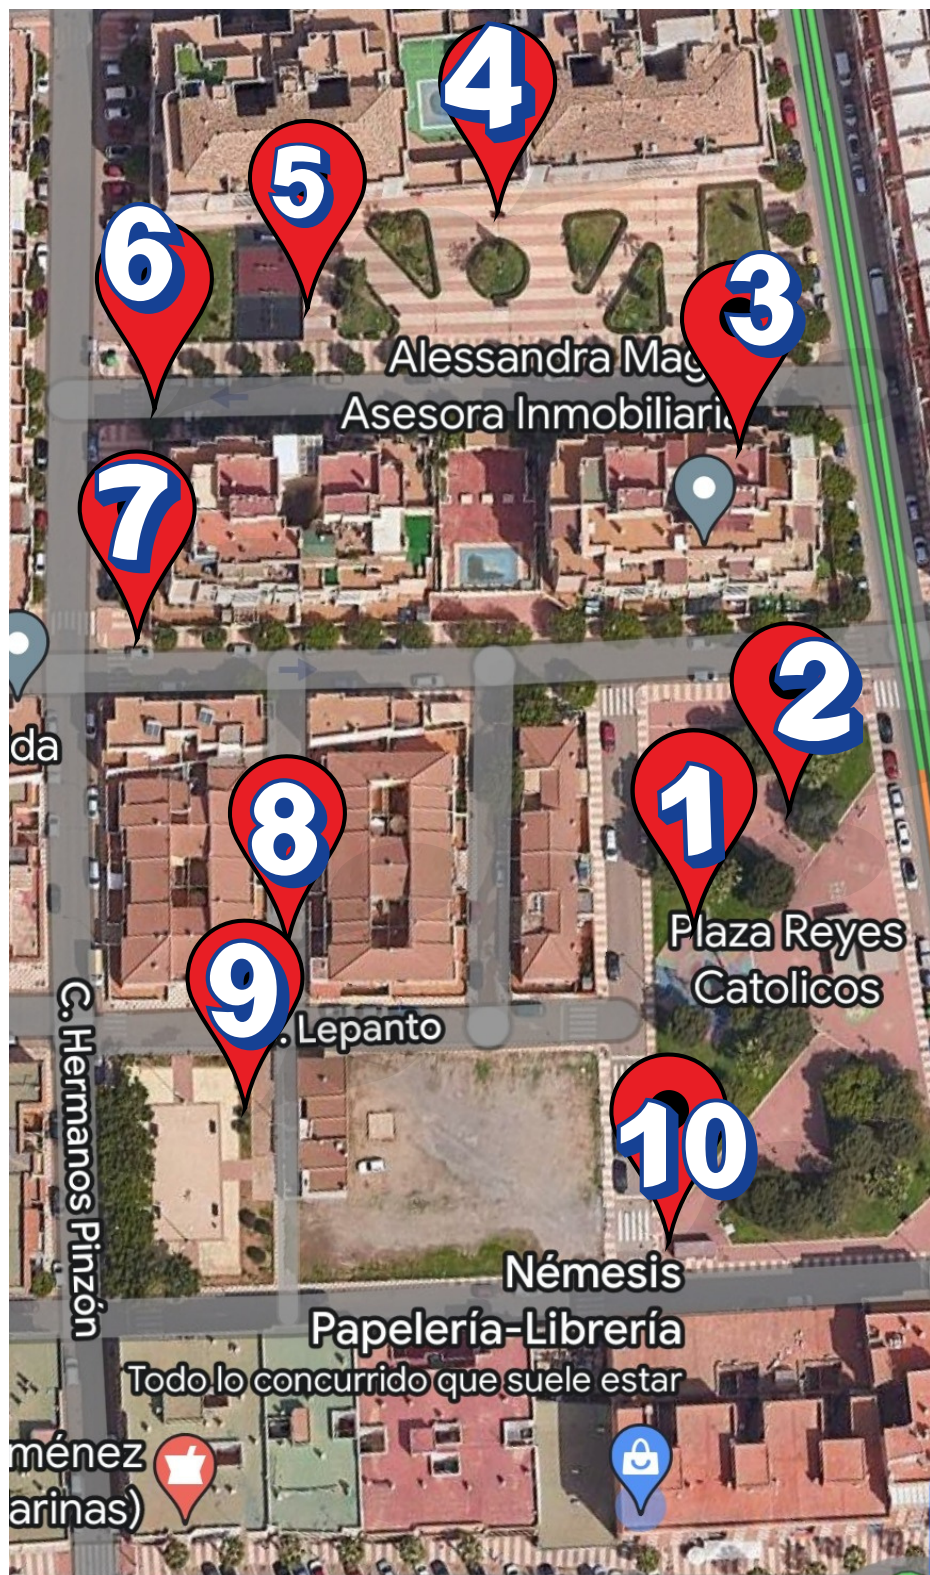 4
5
6
3
Alessandra Mag
Asesora Inmobiliaria
7
2
da
1
8
Plaza Reyes
Catolicos
9
. Lepanto
C. Hermanos Pinzón
10
Némesis
Papelería-Librería
Todo lo concurrido que suele estar
ménez
arinas)